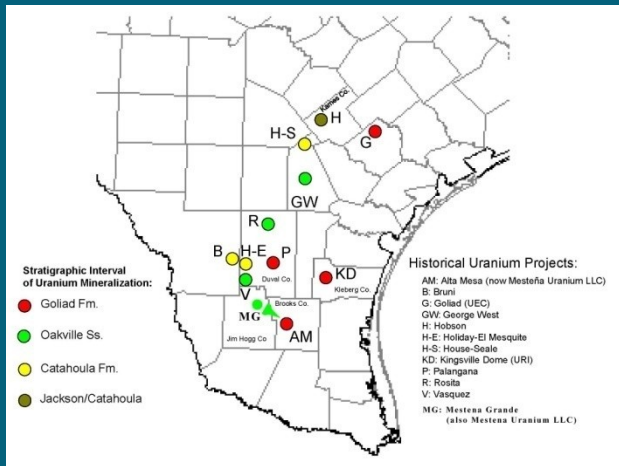 Karnes Co.
H
H-S
G
GW
R
B
H-E
P
Duval Co.
KD
Kleberg Co.
V
Brooks Co.
MG
Jim Hogg Co
AM
Stratigraphic Interval
of Uranium Mineralization:
Goliad Fm.
Oakville Ss.
Catahoula Fm.
Jackson/Catahoula
Historical Uranium Projects:
AM: Alta Mesa (now Mesteña Uranium LLC)
B: Bruni
G: Goliad (UEC)
GW: George West
H: Hobson
H-E: Holiday-El Mesquite
H-S: House-Seale
KD: Kingsville Dome (URI)
P: Palangana
R: Rosita
V: Vasquez
MG: Mestena Grande
(also Mestena Uranium LLC)